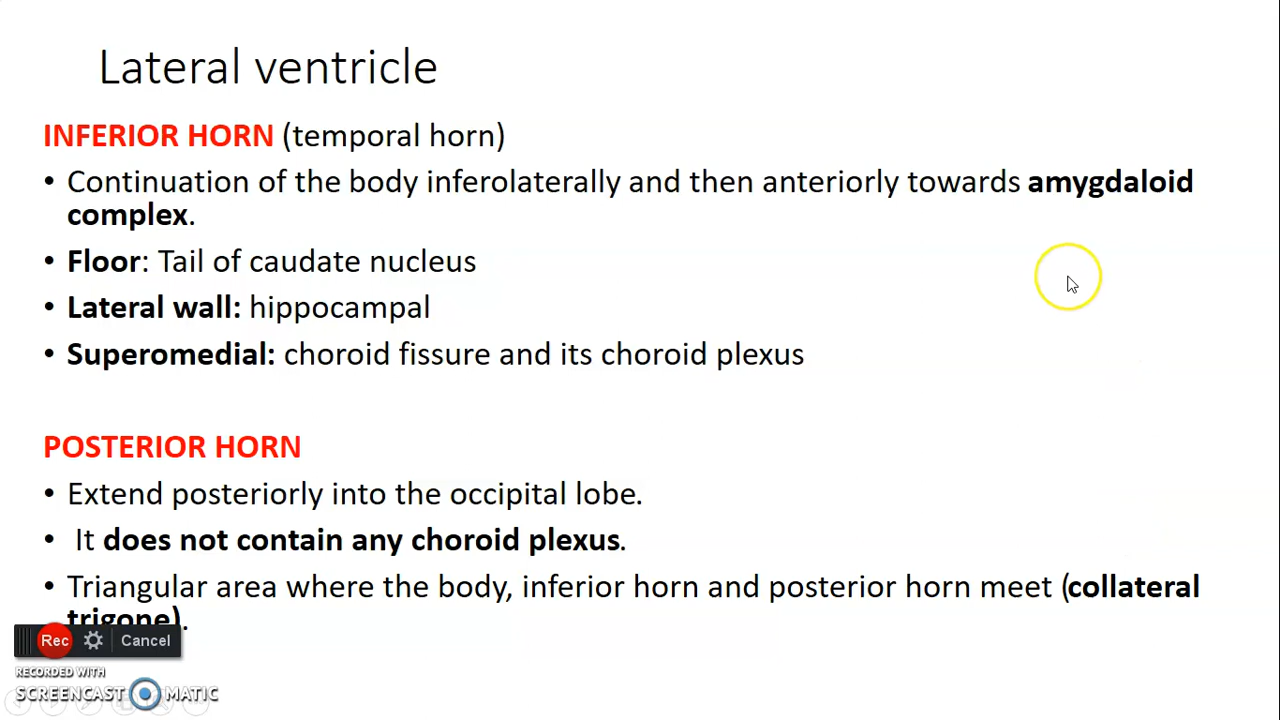 Lateral ventricle
INFERIOR HORN (temporal horn)
• Continuation of the body inferolaterally and then anteriorly towards amygdaloid
complex.
• Floor: Tail of caudate nucleus
• Lateral wall: hippocampal
• Superomedial: choroid fissure and its choroid plexus
POSTERIOR HORN
• Extend posteriorly into the occipital lobe.
• It does not contain any choroid plexus.
• Triangular area where the body, inferior horn and posterior horn meet (collateral
trigone).
Rec Cancel
RECORDED WITH
SCREENCAST MATIC